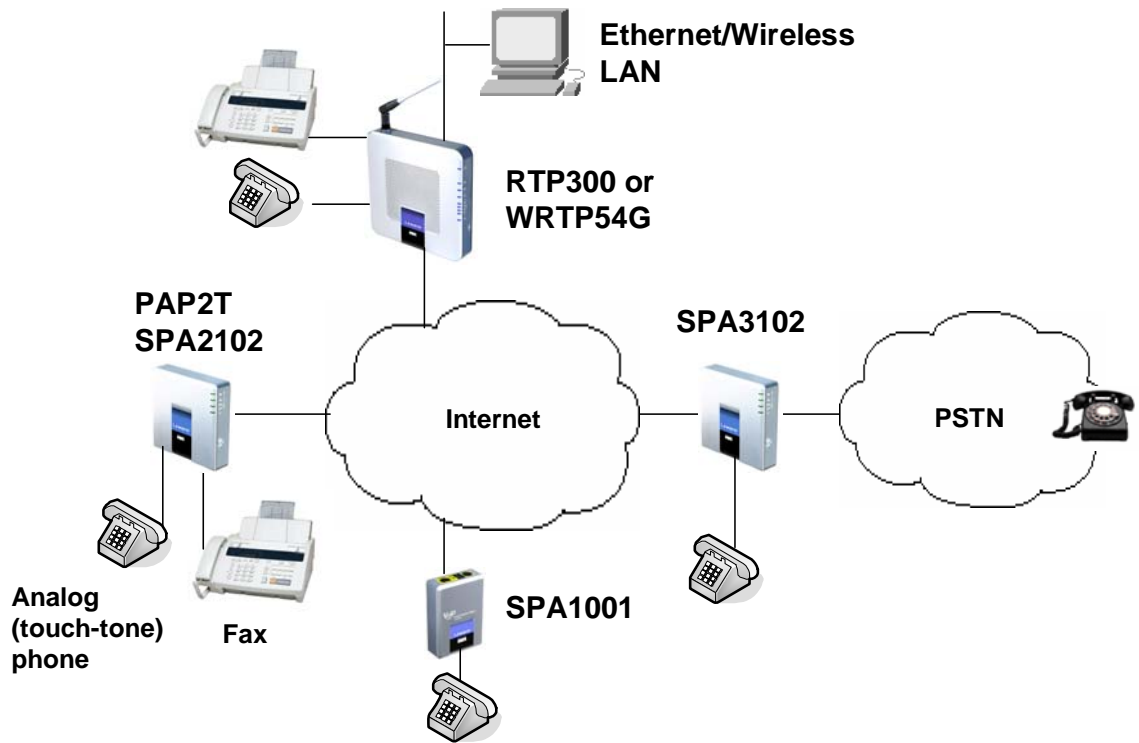 Ethernet/Wireless
LAN
RTP300 or
WRTP54G
PAP2T
SPA2102
SPA3102
Internet
PSTN
SPA1001
Analog
(touch-tone)
phone
Fax